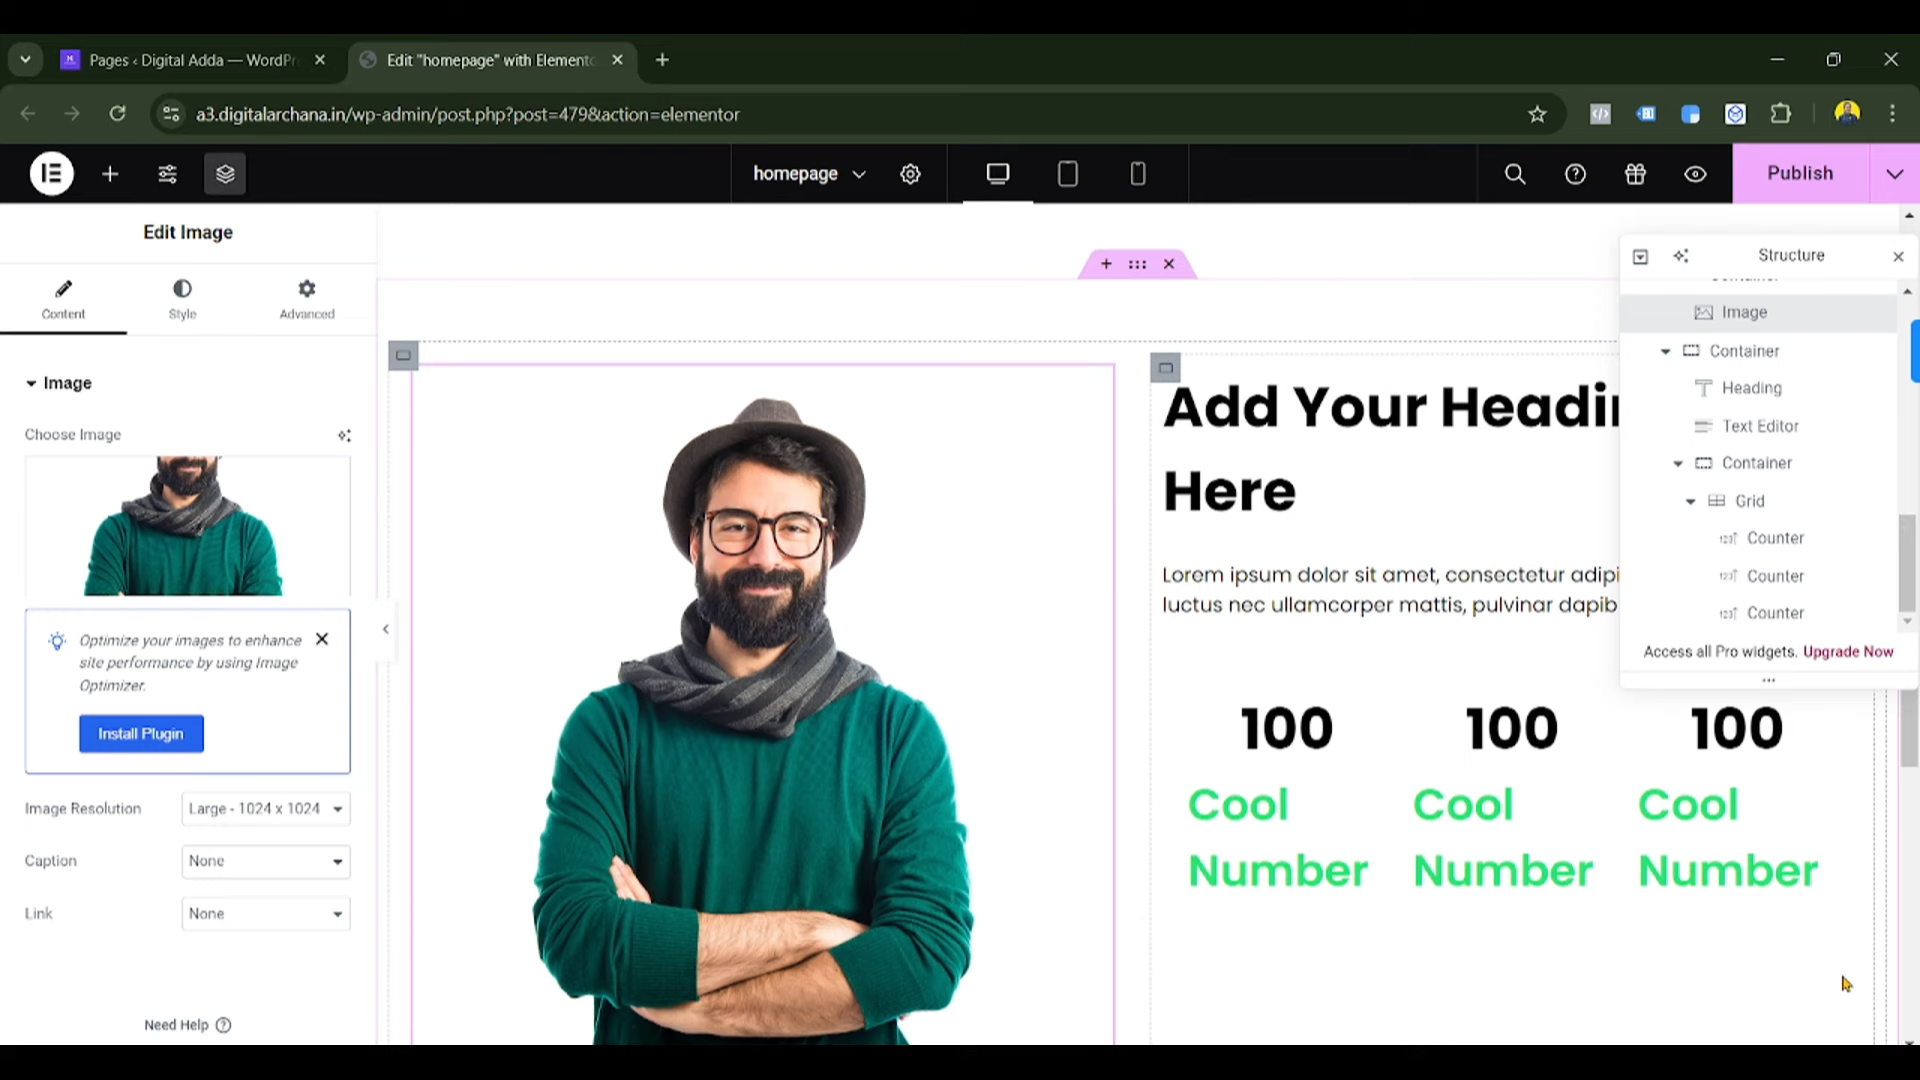 Pages ‹ Digital Adda — WordPr
Edit "homepage" with Elemento
a3.digitalarchana.in/wp-admin/post.php?post=479&action=elementor
homepage
Publish
Edit Image
Content
Style
Advanced
Image
Choose Image
Optimize your images to enhance
site performance by using Image
Optimizer.
Install Plugin
Image Resolution
Large - 1024 x 1024
Caption
None
Link
None
Need Help
Add Your Headin
Here
Lorem ipsum dolor sit amet, consectetur adipi
luctus nec ullamcorper mattis, pulvinar dapib
100
100
100
Cool
Number
Cool
Number
Cool
Number
Structure
Container
Image
Container
Heading
Text Editor
Container
Grid
Counter
Counter
Counter
Access all Pro widgets. Upgrade Now